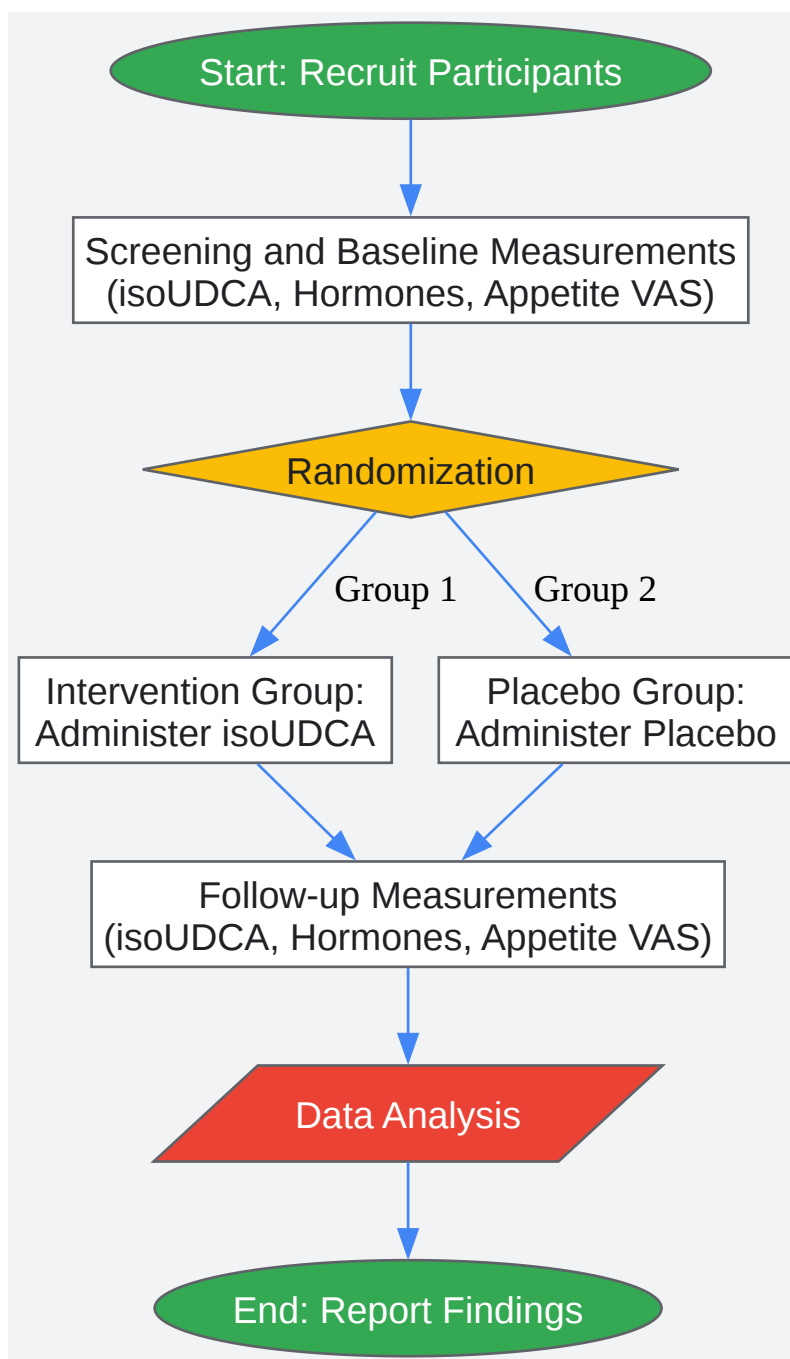 Start: Recruit Participants
Screening and Baseline Measurements
(isoUDCA, Hormones, Appetite VAS)
Randomization
Group 1
Group 2
Intervention Group:
Administer isoUDCA
Placebo Group:
Administer Placebo
Follow-up Measurements
(isoUDCA, Hormones, Appetite VAS)
Data Analysis
End: Report Findings